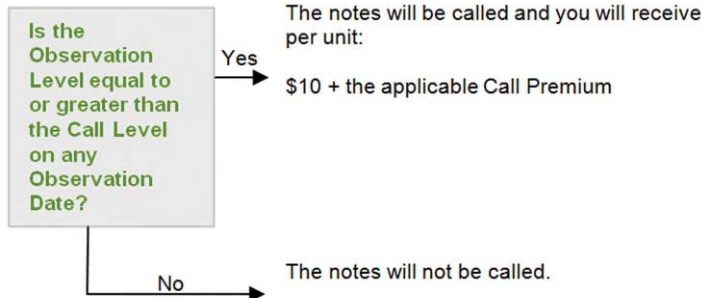 Is the
Observation
Level equal to
or greater than
the Call Level
on any
Observation
Date?
Yes
The notes will be called and you will receive
per unit:
$10 + the applicable Call Premium
No
The notes will not be called.